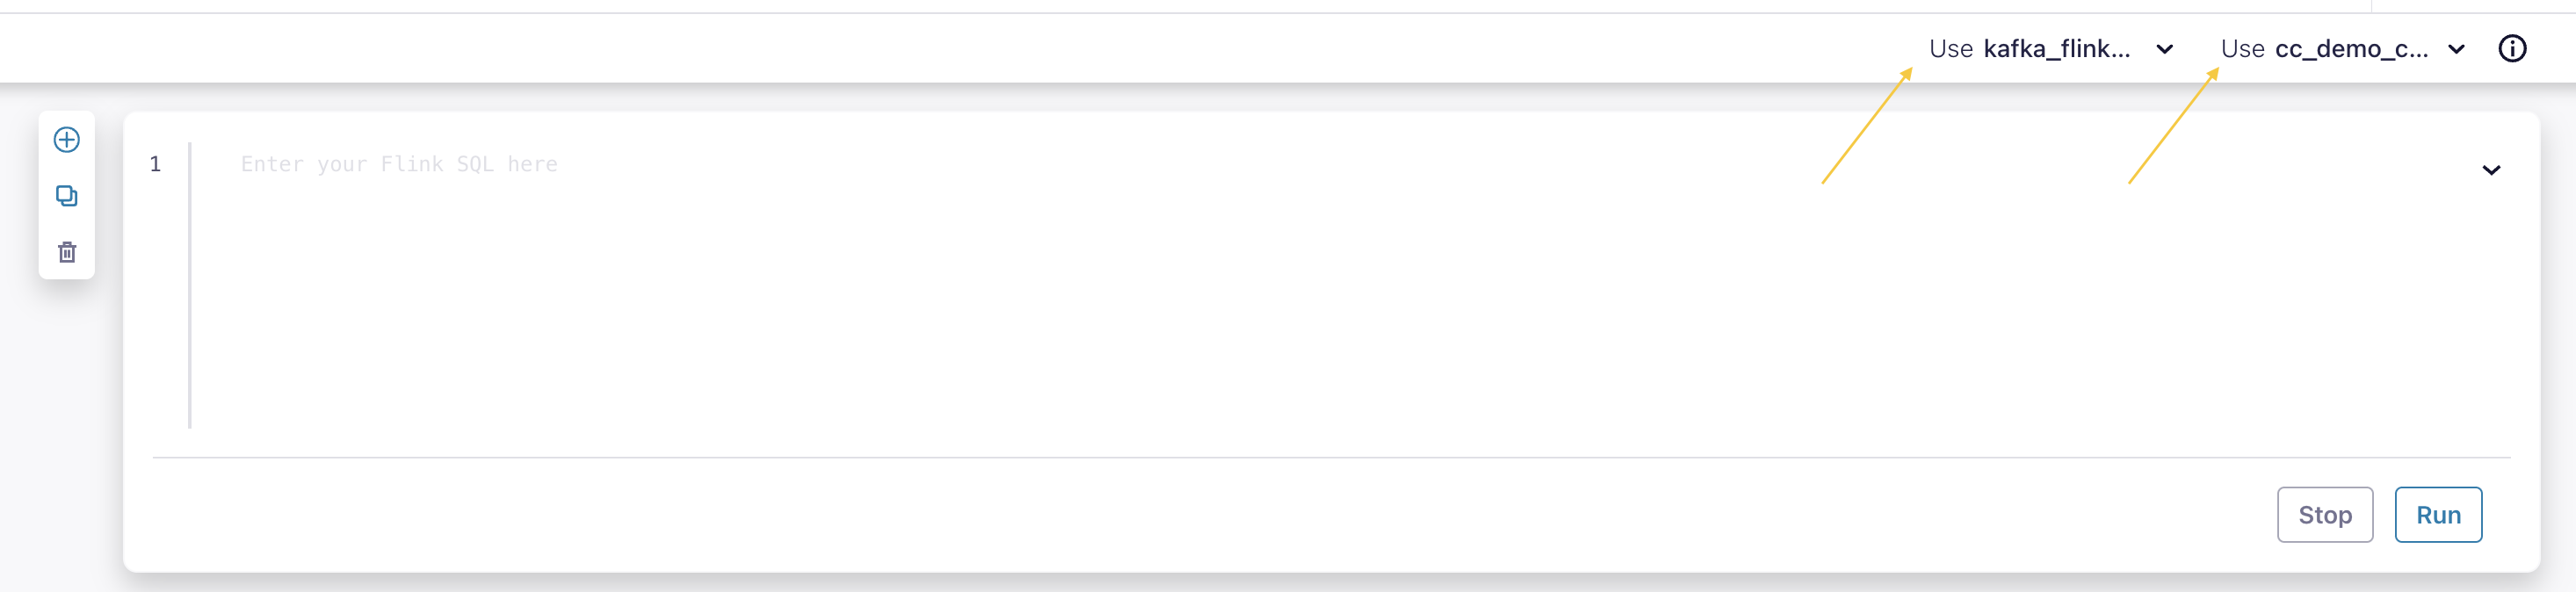 Use kafka_flink... Use cc_demo_c...
1 Enter your Flink SQL here
Stop Run